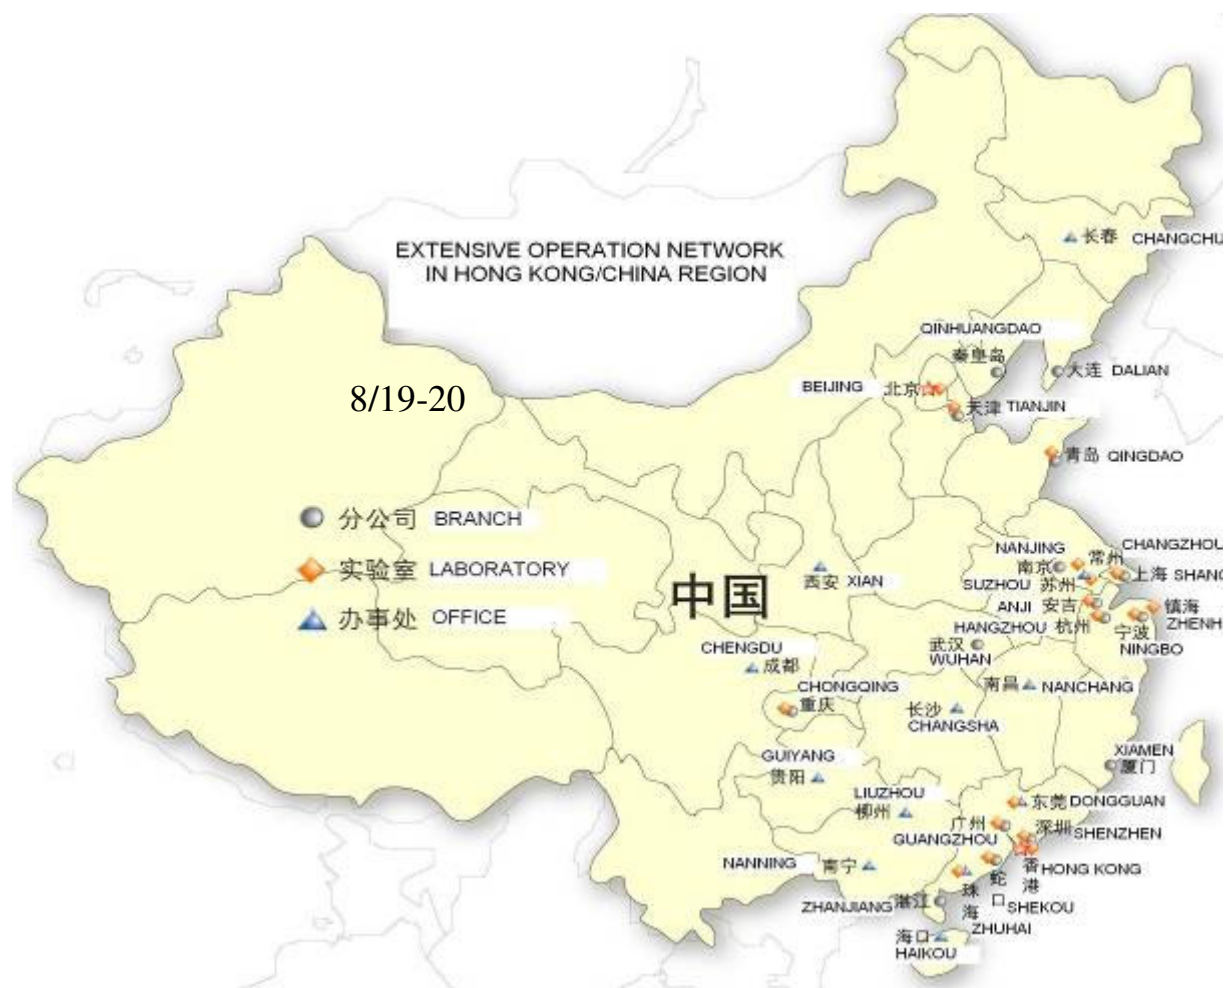 EXTENSIVE OPERATION NETWORK
IN HONG KONG/CHINA REGION
长春 CHANGCHU
QINHUANGDAO
秦皇岛
大连 DALIAN
BEIJING 北京
8/19-20
天津 TIANJIN
青岛 QINGDAO
分公司 BRANCH
实验室 LABORATORY
办事处 OFFICE
中国
西安 XIAN
NANJING
南京
常州
CHANGZHOU
SUZHOU 苏州
上海 SHANG
ANJI 安吉
HANGZHOU 杭州
镇海
ZHENH
宁波
NINGBO
武汉
WUHAN
CHENGDU
成都
CHONGQING
重庆
南昌 NANCHANG
长沙
CHANGSHA
XIAMEN
厦门
GUIYANG
贵阳
LIUZHOU
柳州
东莞 DONGGUAN
广州
GUANGZHOU
深圳 SHENZHEN
香港 HONG KONG
NANNING 南宁
蛇口
SHEKOU
珠海
ZHUHAI
ZHANJIANG 湛江
海口
HAIKOU